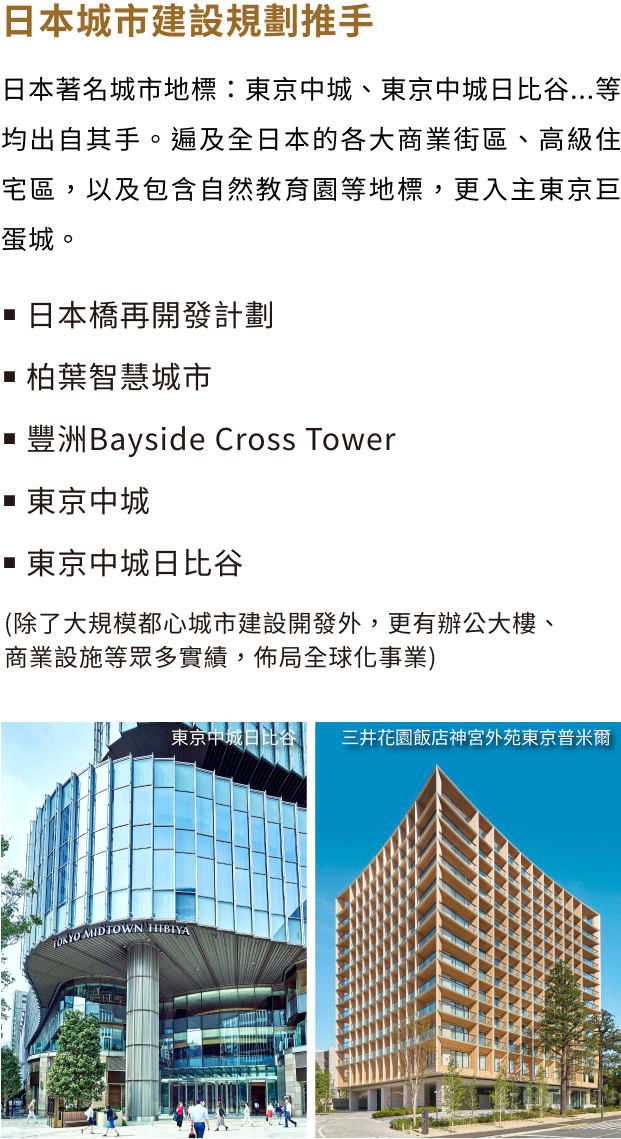 日本城市建設規劃推手
日本著名城市地標：東京中城、東京中城日比谷...等
均出自其手。遍及全日本的各大商業街區、高級住
宅區，以及包含自然教育園等地標，更入主東京巨
蛋城。
▪ 日本橋再開發計劃
▪ 柏葉智慧城市
▪ 豐洲Bayside Cross Tower
▪ 東京中城
▪ 東京中城日比谷
(除了大規模都心城市建設開發外，更有辦公大樓、
商業設施等眾多實績，佈局全球化事業)
東京中城日比谷
三井花園飯店神宮外苑東京普米爾
TOKYO MIDTOWN HIBIYA